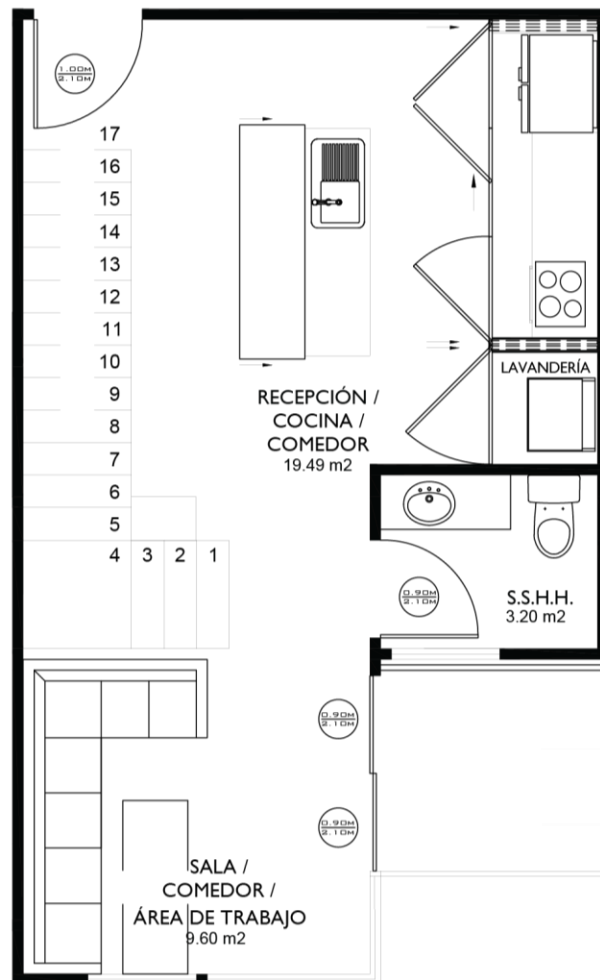 1.00M
2.10M
17
16
15
14
13
12
11
10
9
8
7
6
5
4 3 2 1
RECEPCIÓN /
COCINA /
COMEDOR
19.49 m2
LAVANDERÍA
0.90M
2.10M
S.S.H.H.
3.20 m2
0.90M
2.10M
0.90M
2.10M
SALA /
COMEDOR /
ÁREA DE TRABAJO
9.60 m2